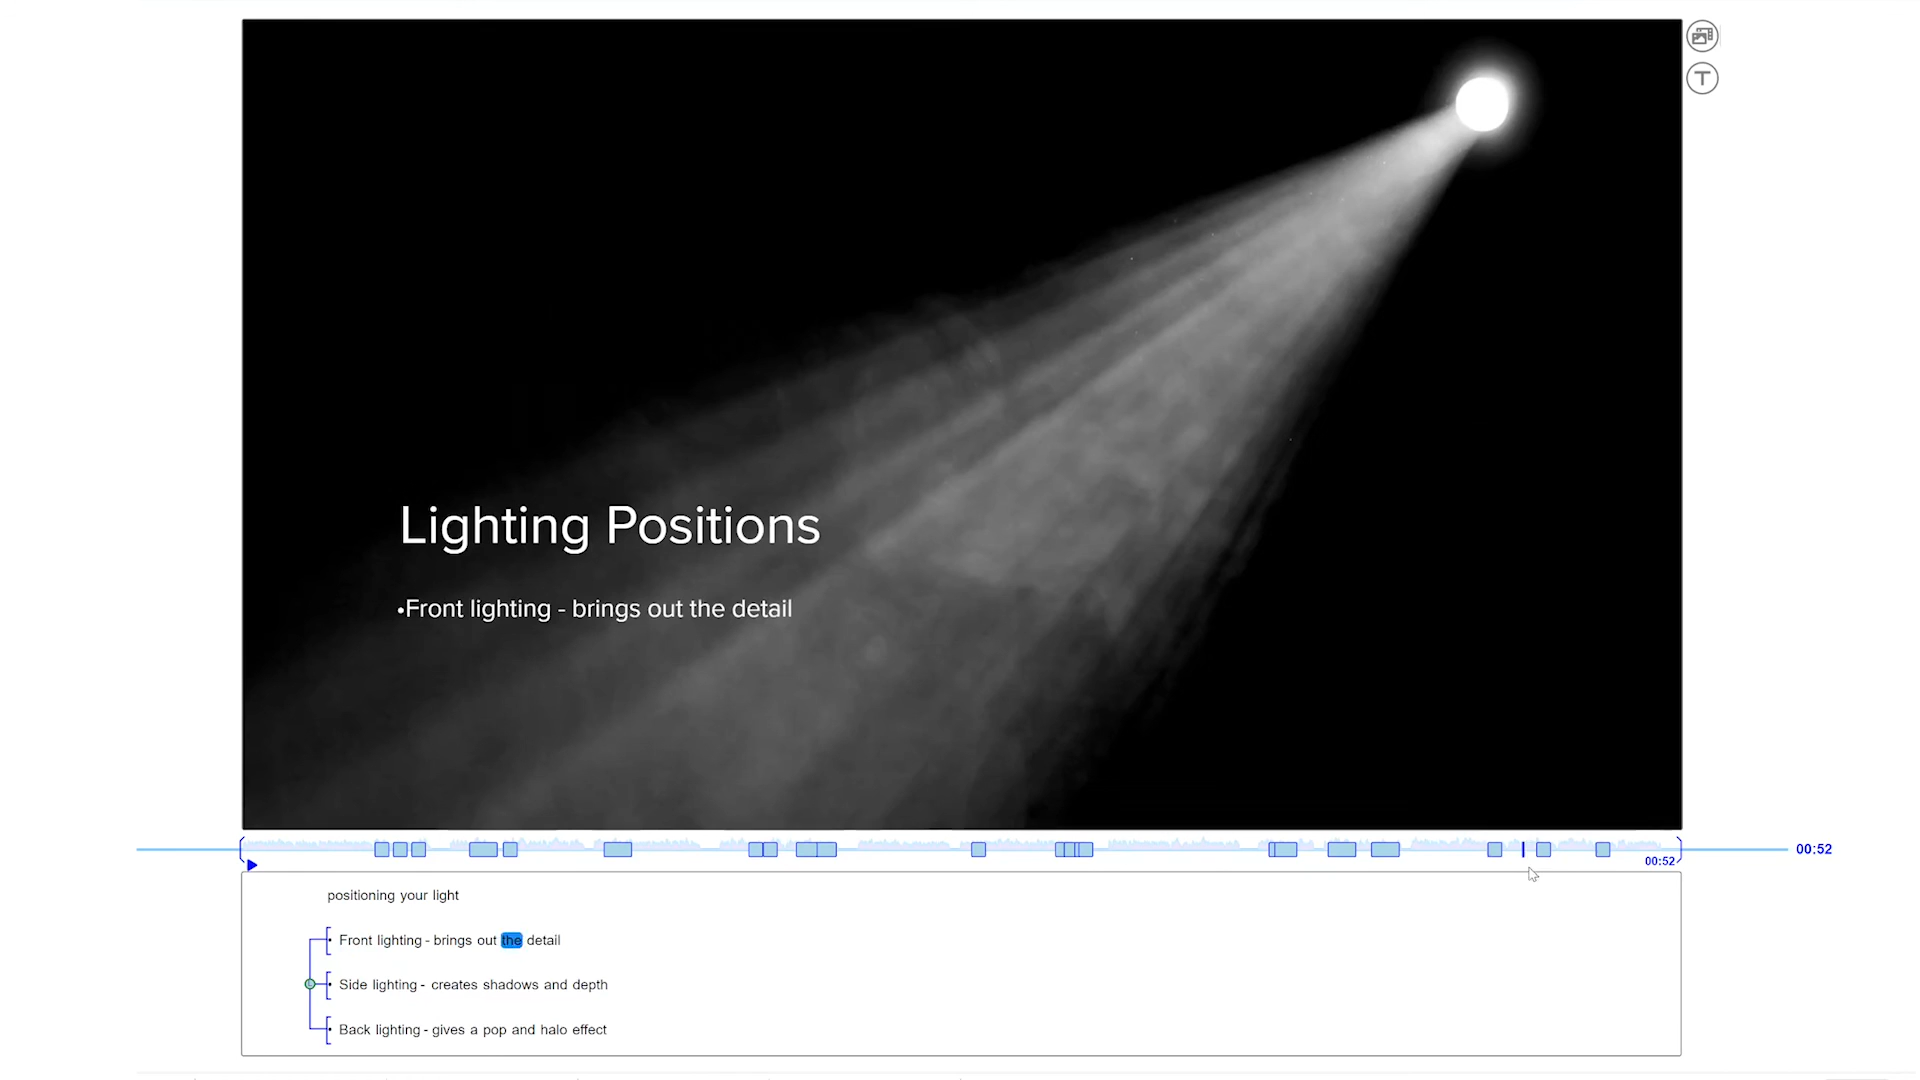 T
Lighting Positions
•Front lighting - brings out the detail
00:52
00:52
positioning your light
• Front lighting - brings out the detail
• Side lighting - creates shadows and depth
• Back lighting - gives a pop and halo effect